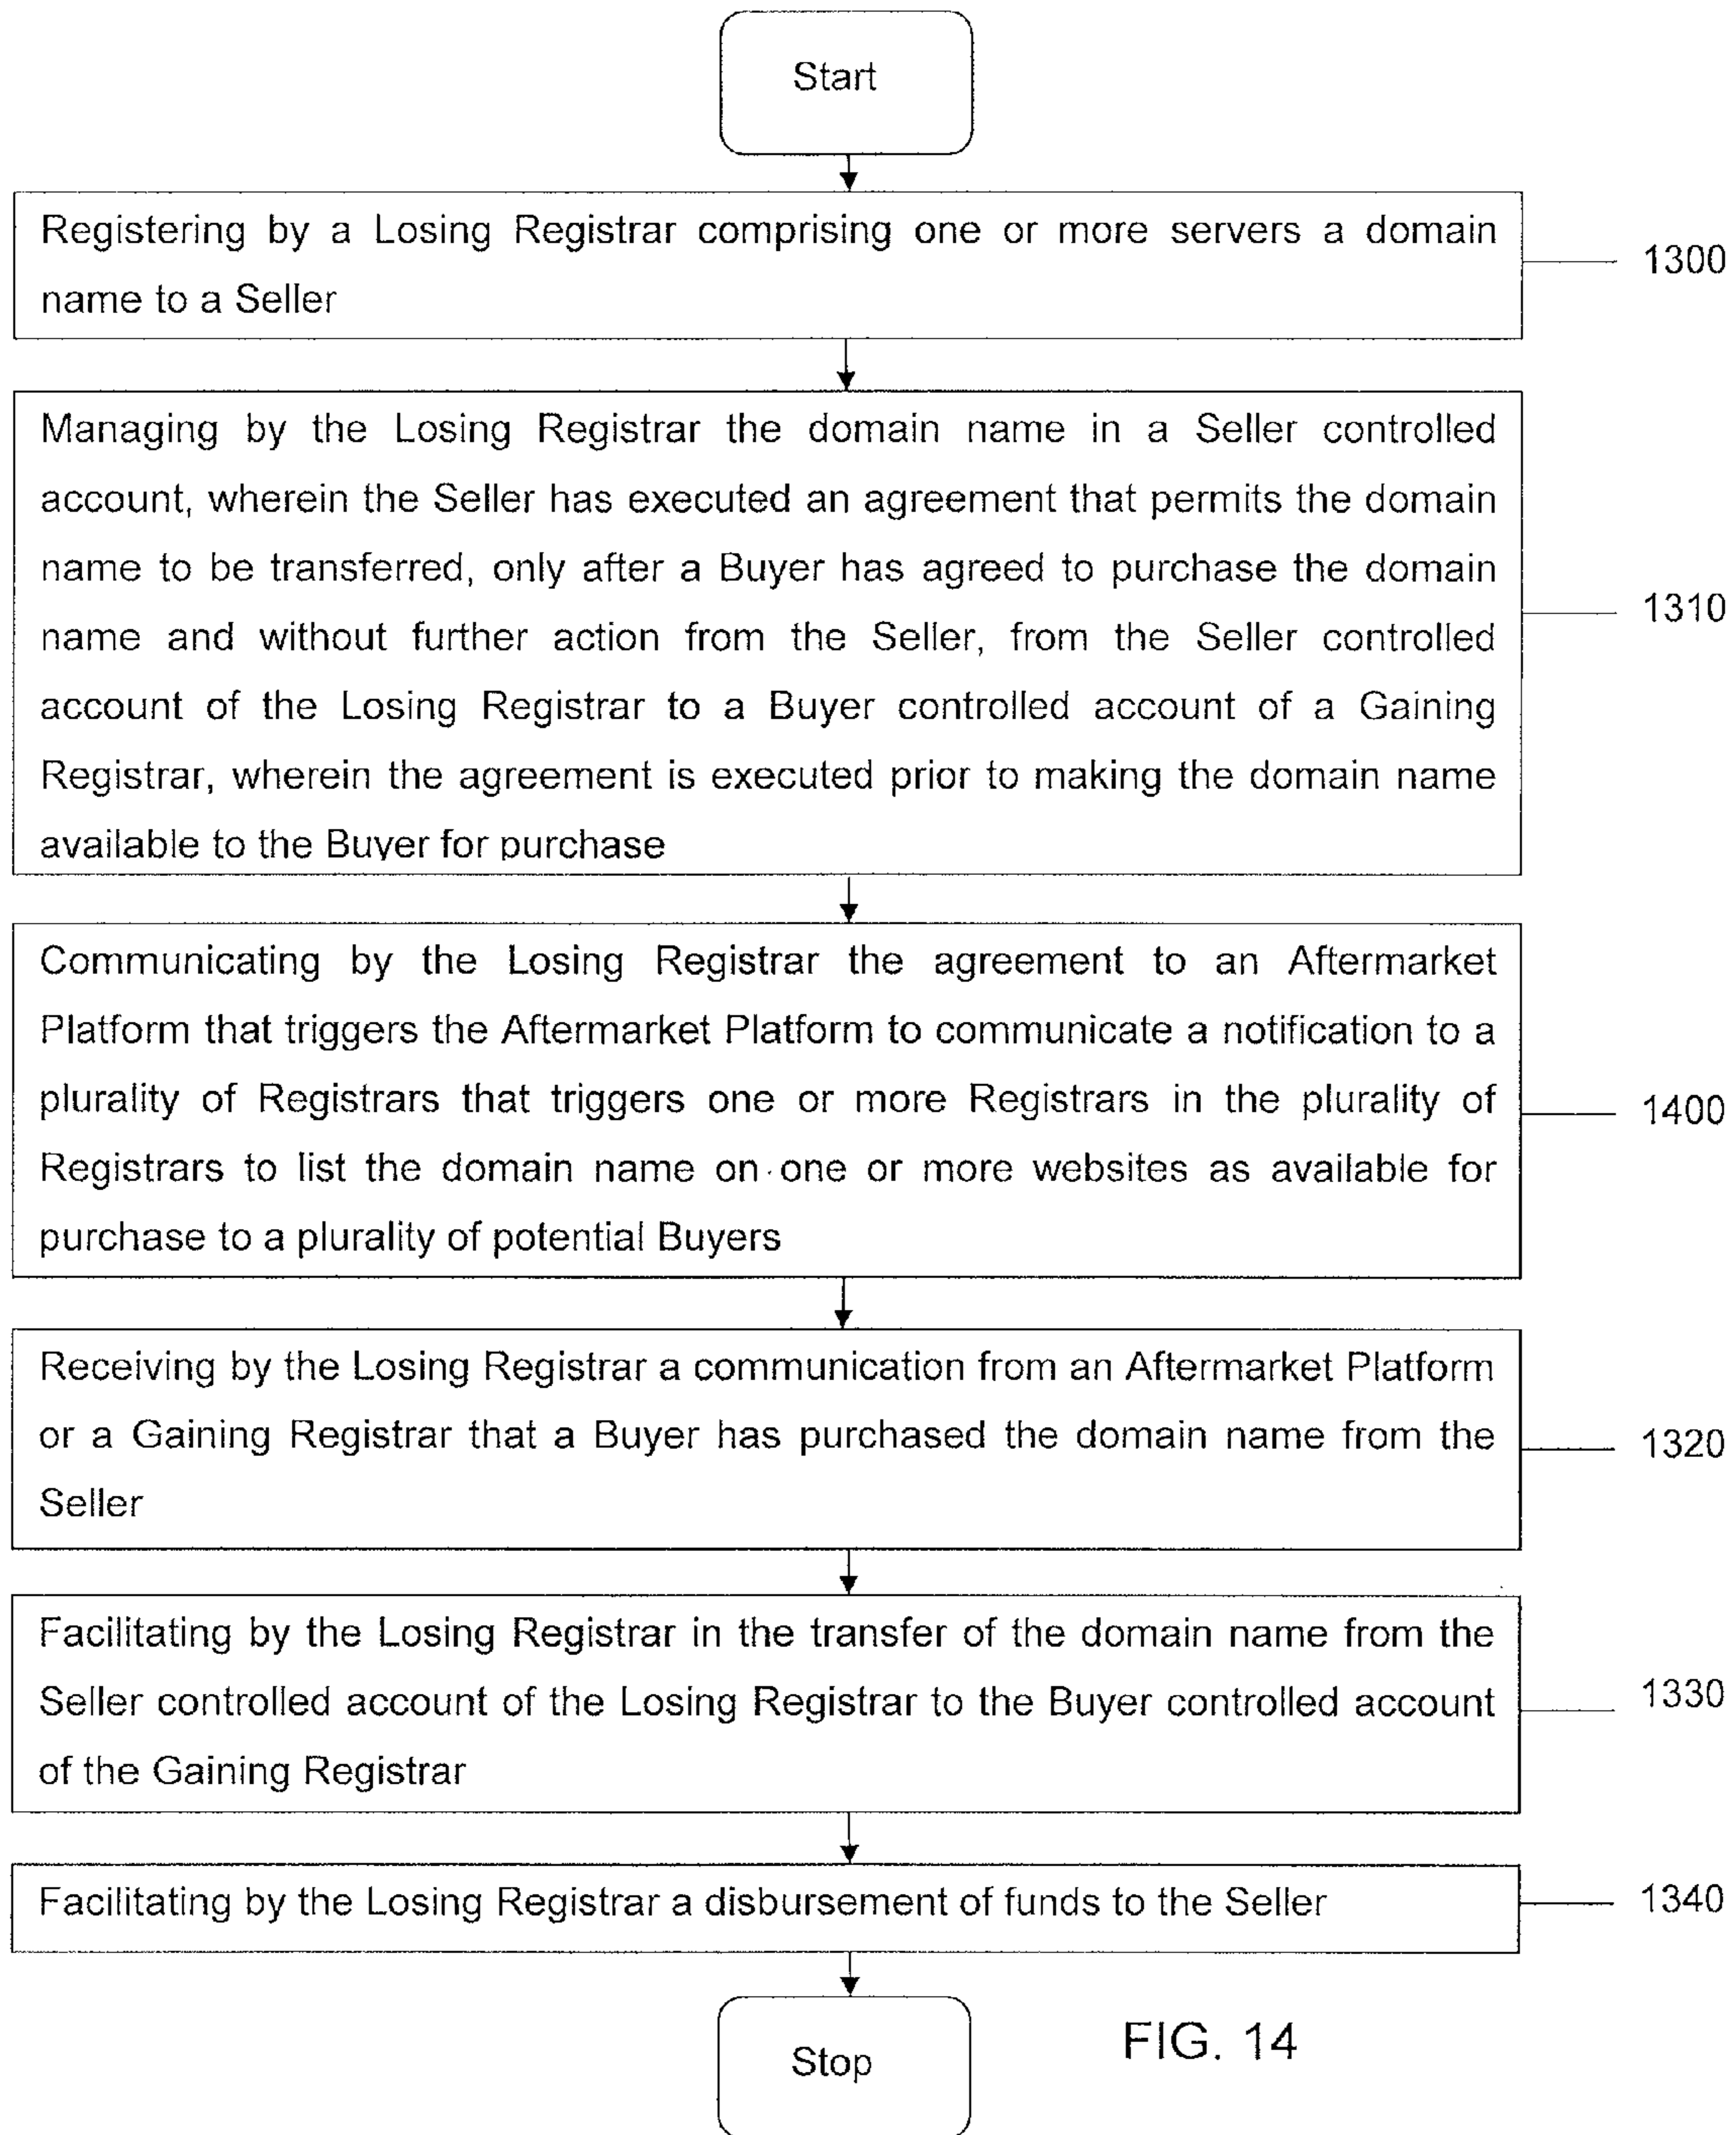 Start
Registering by a Losing Registrar comprising one or more servers a domain
name to a Seller
1300
Managing by the Losing Registrar the domain name in a Seller controlled
account, wherein the Seller has executed an agreement that permits the domain
name to be transferred, only after a Buyer has agreed to purchase the domain
name and without further action from the Seller, from the Seller controlled
account of the Losing Registrar to a Buyer controlled account of a Gaining
Registrar, wherein the agreement is executed prior to making the domain name
available to the Buyer for purchase
1310
Communicating by the Losing Registrar the agreement to an Aftermarket
Platform that triggers the Aftermarket Platform to communicate a notification to a
plurality of Registrars that triggers one or more Registrars in the plurality of
Registrars to list the domain name on one or more websites as available for
purchase to a plurality of potential Buyers
1400
Receiving by the Losing Registrar a communication from an Aftermarket Platform
or a Gaining Registrar that a Buyer has purchased the domain name from the
Seller
1320
Facilitating by the Losing Registrar in the transfer of the domain name from the
Seller controlled account of the Losing Registrar to the Buyer controlled account
of the Gaining Registrar
1330
Facilitating by the Losing Registrar a disbursement of funds to the Seller
1340
Stop
FIG. 14